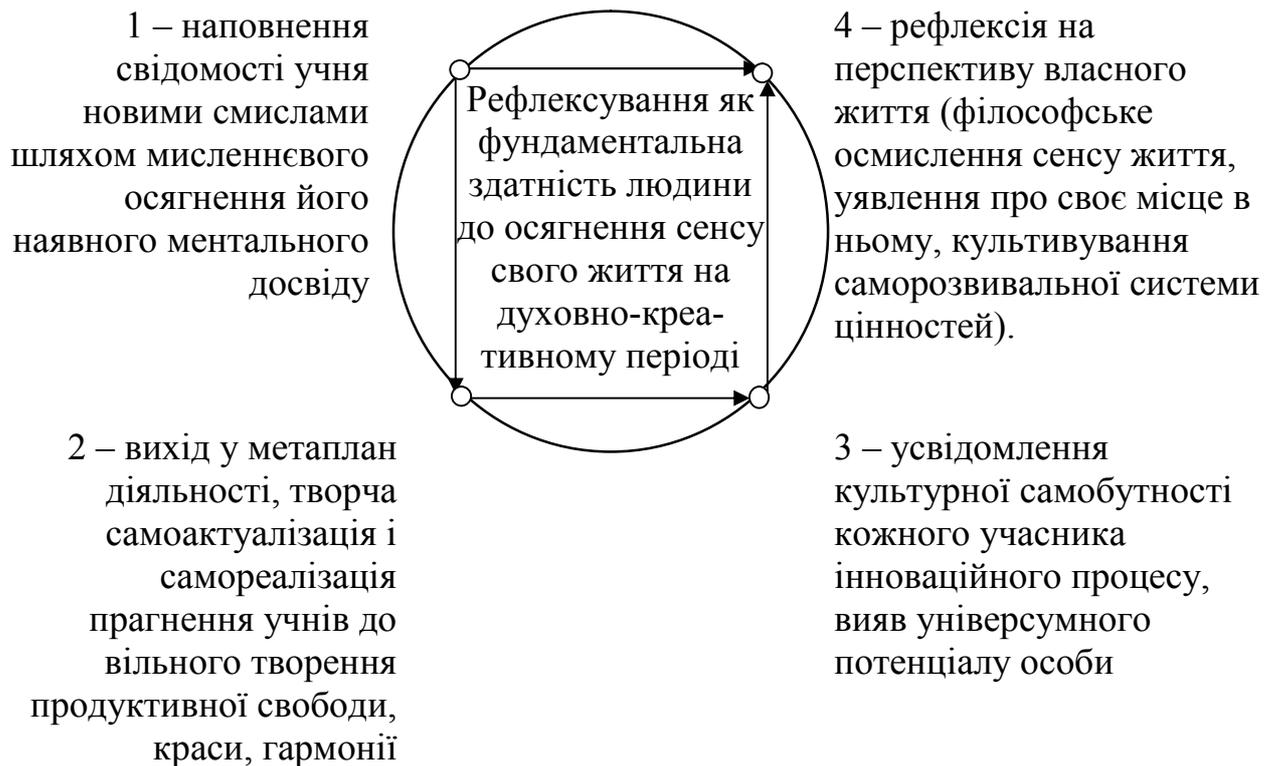 1 – наповнення
свідомості учня
новими смислами
шляхом мисленнєвого
осягнення його
наявного ментального
досвіду
Рефлексування як
фундаментальна
здатність людини
до осягнення сенсу
свого життя на
духовно-креа-
тивному періоді
4 – рефлексія на
перспективу власного
життя (філософське
осмислення сенсу життя,
уявлення про своє місце в
ньому, культивування
саморозвивальної системи
цінностей).
2 – вихід у метаплан
діяльності, творча
самоактуалізація і
самореалізація
прагнення учнів до
вільного творення
продуктивної свободи,
краси, гармонії
3 – усвідомлення
культурної самобутності
кожного учасника
інноваційного процесу,
вияв універсумного
потенціалу особи